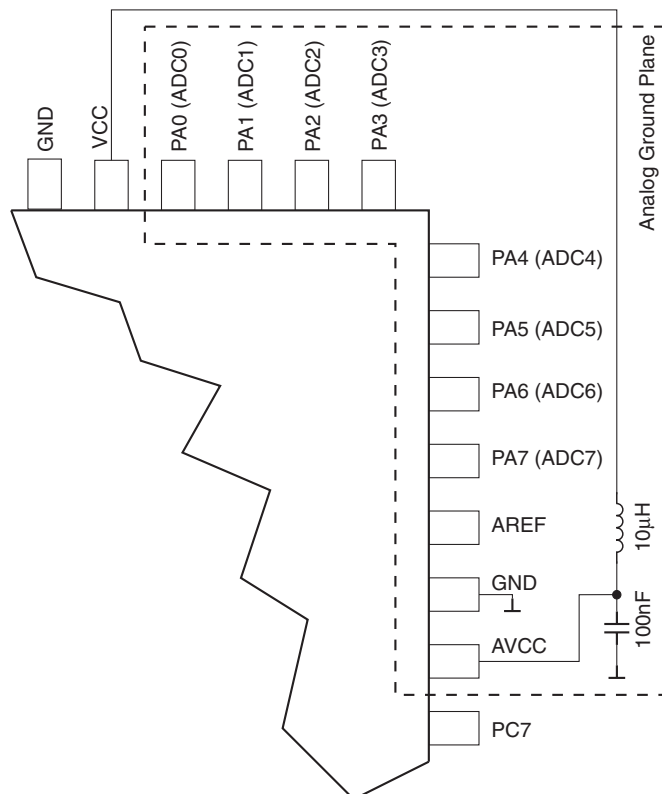 GND
VCC
PA0 (ADC0)
PA1 (ADC1)
PA2 (ADC2)
PA3 (ADC3)
Analog Ground Plane
PA4 (ADC4)
PA5 (ADC5)
PA6 (ADC6)
PA7 (ADC7)
AREF
10µH
GND
AVCC
100nF
PC7